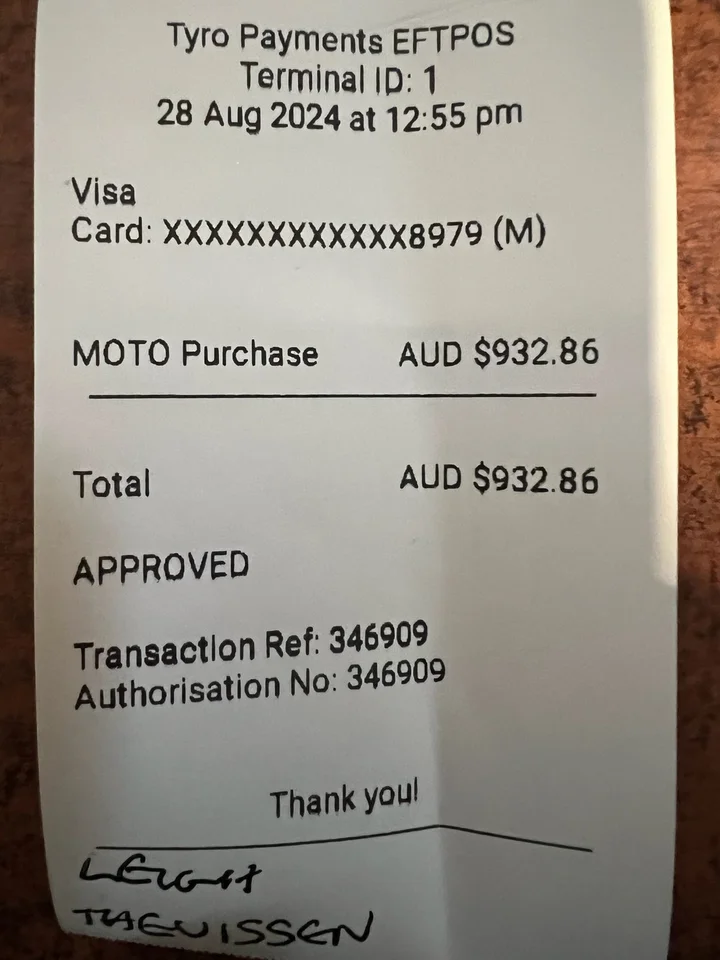 Tyro Payments EFTPOS
Terminal ID: 1
28 Aug 2024 at 12:55 pm
Visa
Card: XXXXXXXXXXXX8979 (M)
MOTO Purchase AUD $932.86
Total AUD $932.86
APPROVED
Transaction Ref: 346909
Authorisation No: 346909
Thank you!
LEIGH